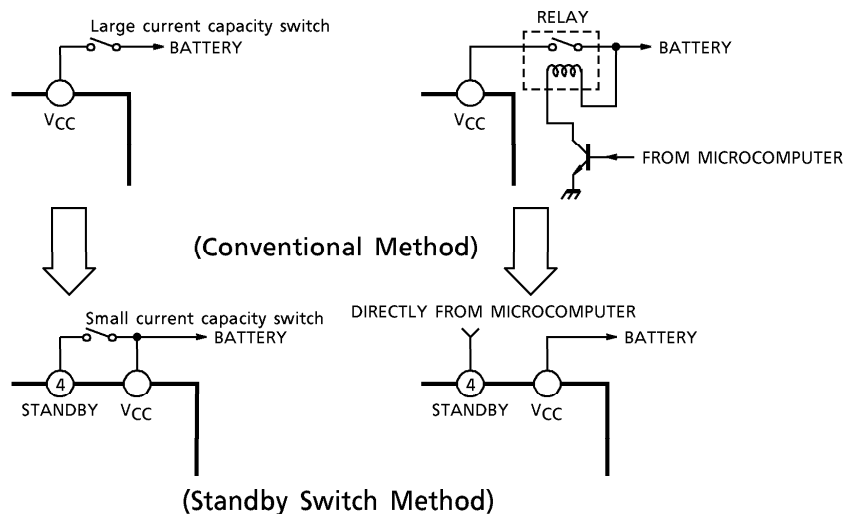 Large current capacity switch
BATTERY
VCC
RELAY
BATTERY
VCC
FROM MICROCOMPUTER
(Conventional Method)
Small current capacity switch
BATTERY
4
STANDBY VCC
DIRECTLY FROM MICROCOMPUTER
BATTERY
4
STANDBY VCC
(Standby Switch Method)